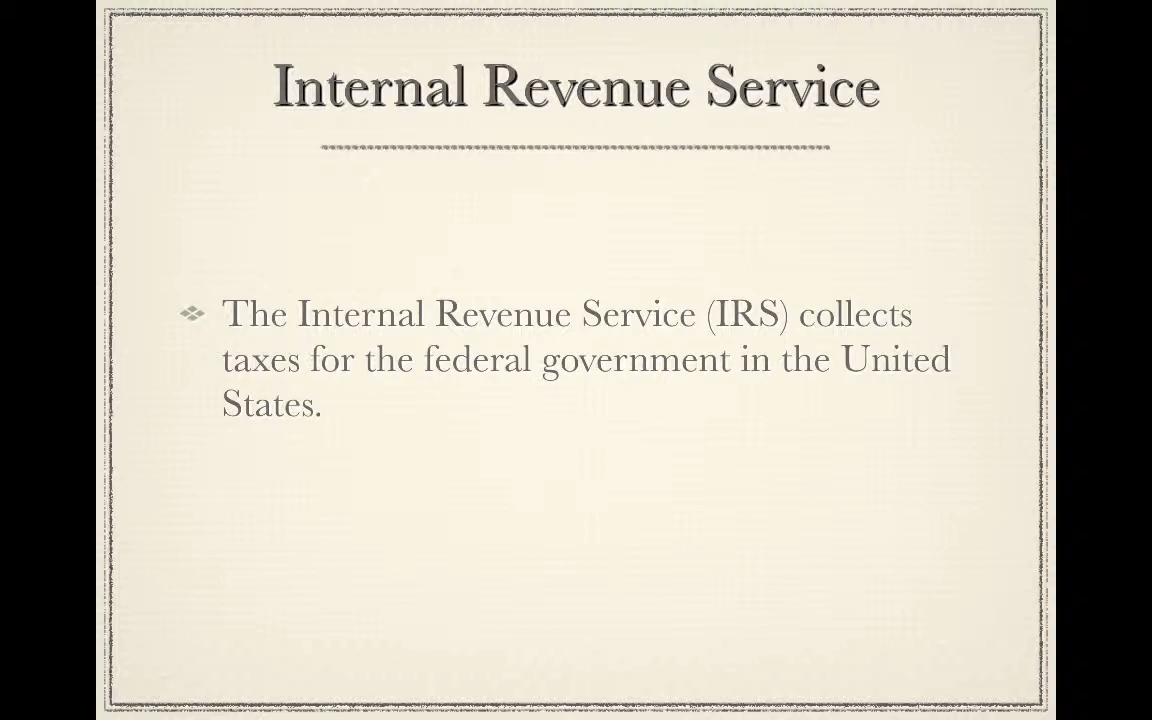 Internal Revenue Service
The Internal Revenue Service (IRS) collects
taxes for the federal government in the United
States.